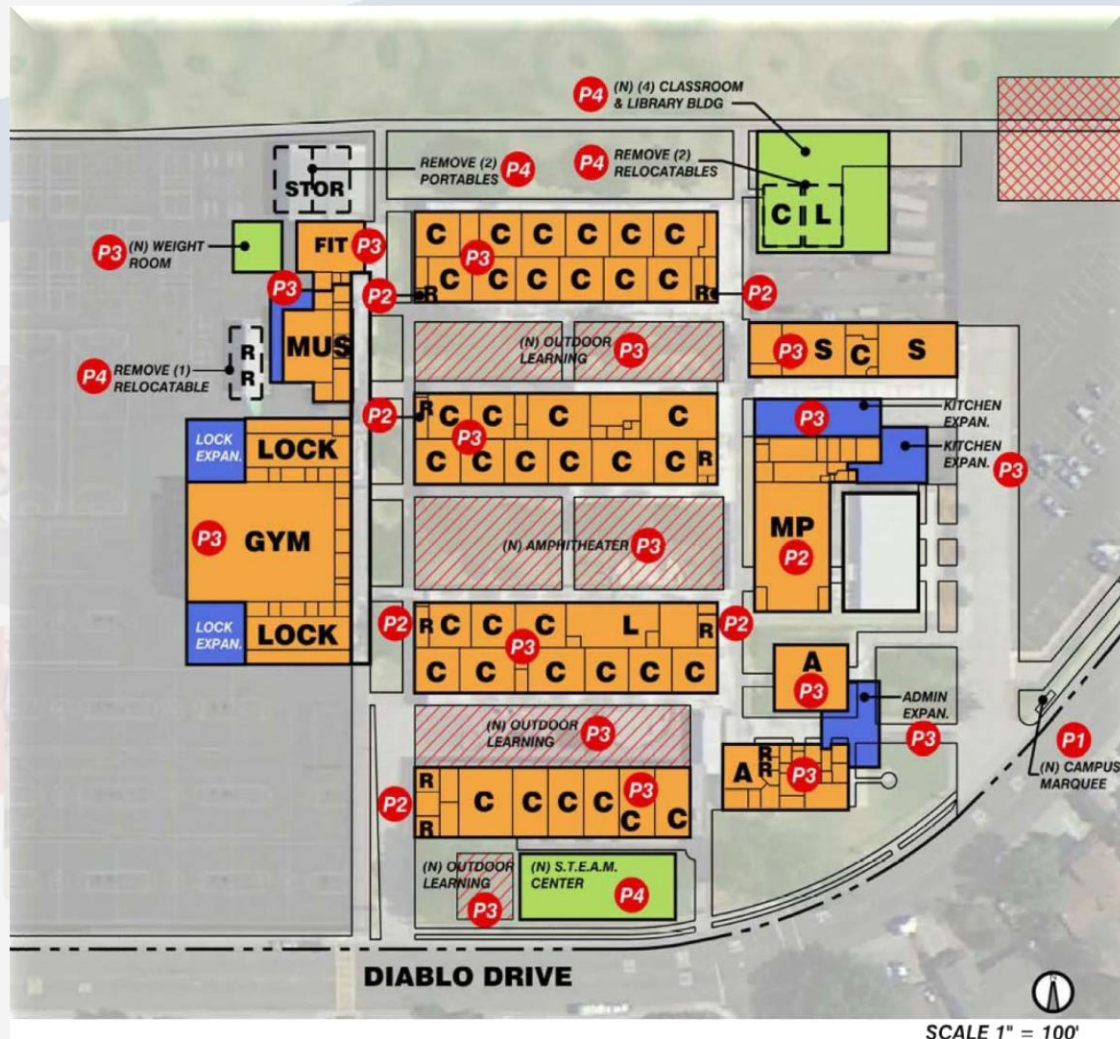 P4 (N) (4) CLASSROOM
& LIBRARY BLDG
REMOVE (2)
PORTABLES P4
P4 REMOVE (2)
RELOCATABLES
STOR
C L
P3 (N) WEIGHT
ROOM
FIT P3
C C C C C C
P3
C C C C C C
P2 R
R P2
P3
MUS
R
R
P4 REMOVE (1)
RELOCATABLE
(N) OUTDOOR
LEARNING P3
P3 S C S
P2 R C C C C
P3
C C C C C C R
P3
KITCHEN
EXPAN.
KITCHEN
EXPAN.
P3
LOCK
EXPAN.
LOCK
P3 GYM
(N) AMPHITHEATER P3
MP
P2
LOCK
EXPAN.
LOCK
P2 R C C C L R P2
P3
C C C C C C
A
P3
ADMIN
EXPAN.
P3
(N) OUTDOOR
LEARNING P3
P1
(N) CAMPUS
MARQUEE
A R
R P3
P2 R
R
C C C C P3
C C
(N) OUTDOOR
LEARNING
P3
(N) S.T.E.A.M.
CENTER
P4
DIABLO DRIVE
N
SCALE 1" = 100'